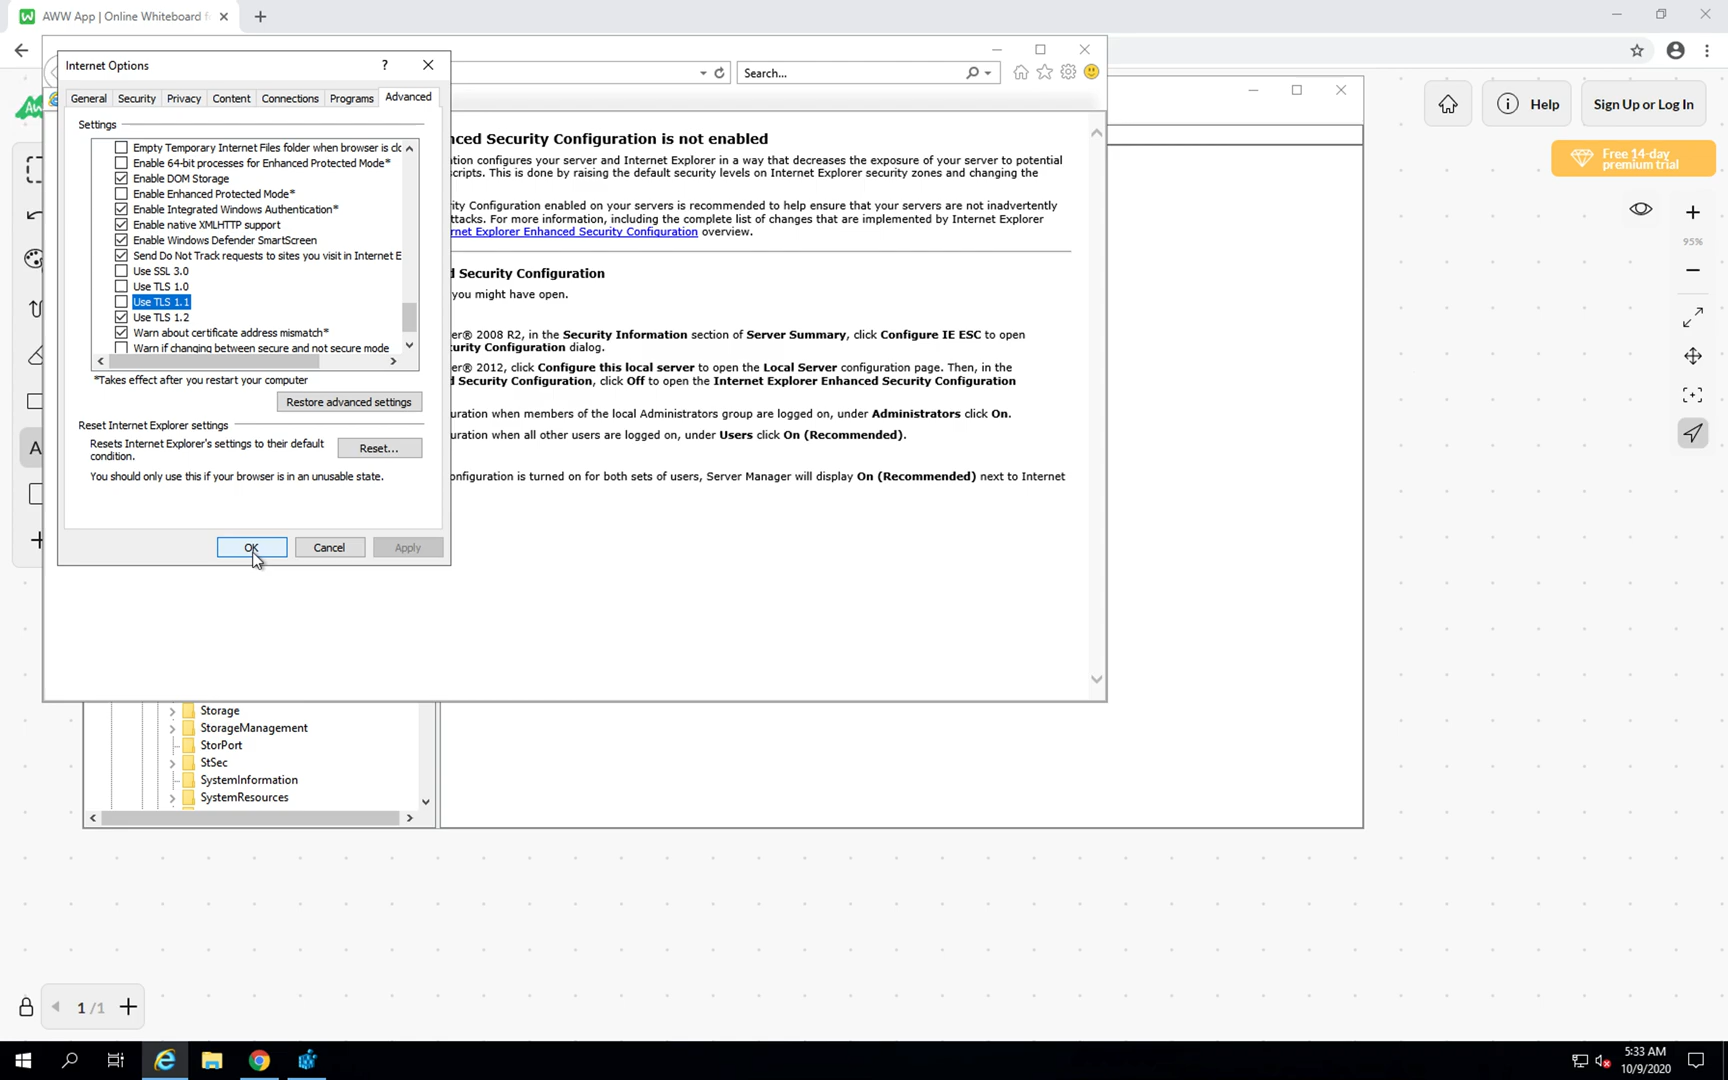 AWW App | Online Whiteboard f
Internet Options
?
General
Security
Privacy
Content
Connections
Programs
Advanced
Settings
Empty Temporary Internet Files folder when browser is clo
Enable 64-bit processes for Enhanced Protected Mode*
Enable DOM Storage
Enable Enhanced Protected Mode*
Enable Integrated Windows Authentication*
Enable native XMLHTTP support
Enable Windows Defender SmartScreen
Send Do Not Track requests to sites you visit in Internet E
Use SSL 3.0
Use TLS 1.0
Use TLS 1.1
Use TLS 1.2
Warn about certificate address mismatch*
Warn if changing between secure and not secure mode
*Takes effect after you restart your computer
Restore advanced settings
Reset Internet Explorer settings
Resets Internet Explorer's settings to their default
condition.
Reset...
You should only use this if your browser is in an unusable state.
OK
Cancel
Apply
Search...
nced Security Configuration is not enabled
ation configures your server and Internet Explorer in a way that decreases the exposure of your server to potential
scripts. This is done by raising the default security levels on Internet Explorer security zones and changing the
ity Configuration enabled on your servers is recommended to help ensure that your servers are not inadvertently
ttacks. For more information, including the complete list of changes that are implemented by Internet Explorer
rnet Explorer Enhanced Security Configuration overview.
d Security Configuration
you might have open.
er® 2008 R2, in the Security Information section of Server Summary, click Configure IE ESC to open
curity Configuration dialog.
er® 2012, click Configure this local server to open the Local Server configuration page. Then, in the
d Security Configuration, click Off to open the Internet Explorer Enhanced Security Configuration
uration when members of the local Administrators group are logged on, under Administrators click On.
uration when all other users are logged on, under Users click On (Recommended).
onfiguration is turned on for both sets of users, Server Manager will display On (Recommended) next to Internet
Storage
StorageManagement
StorPort
StSec
SystemInformation
SystemResources
AW
A
Help
Sign Up or Log In
Free 14-day
premium trial
95%
1 /1
5:33 AM
10/9/2020